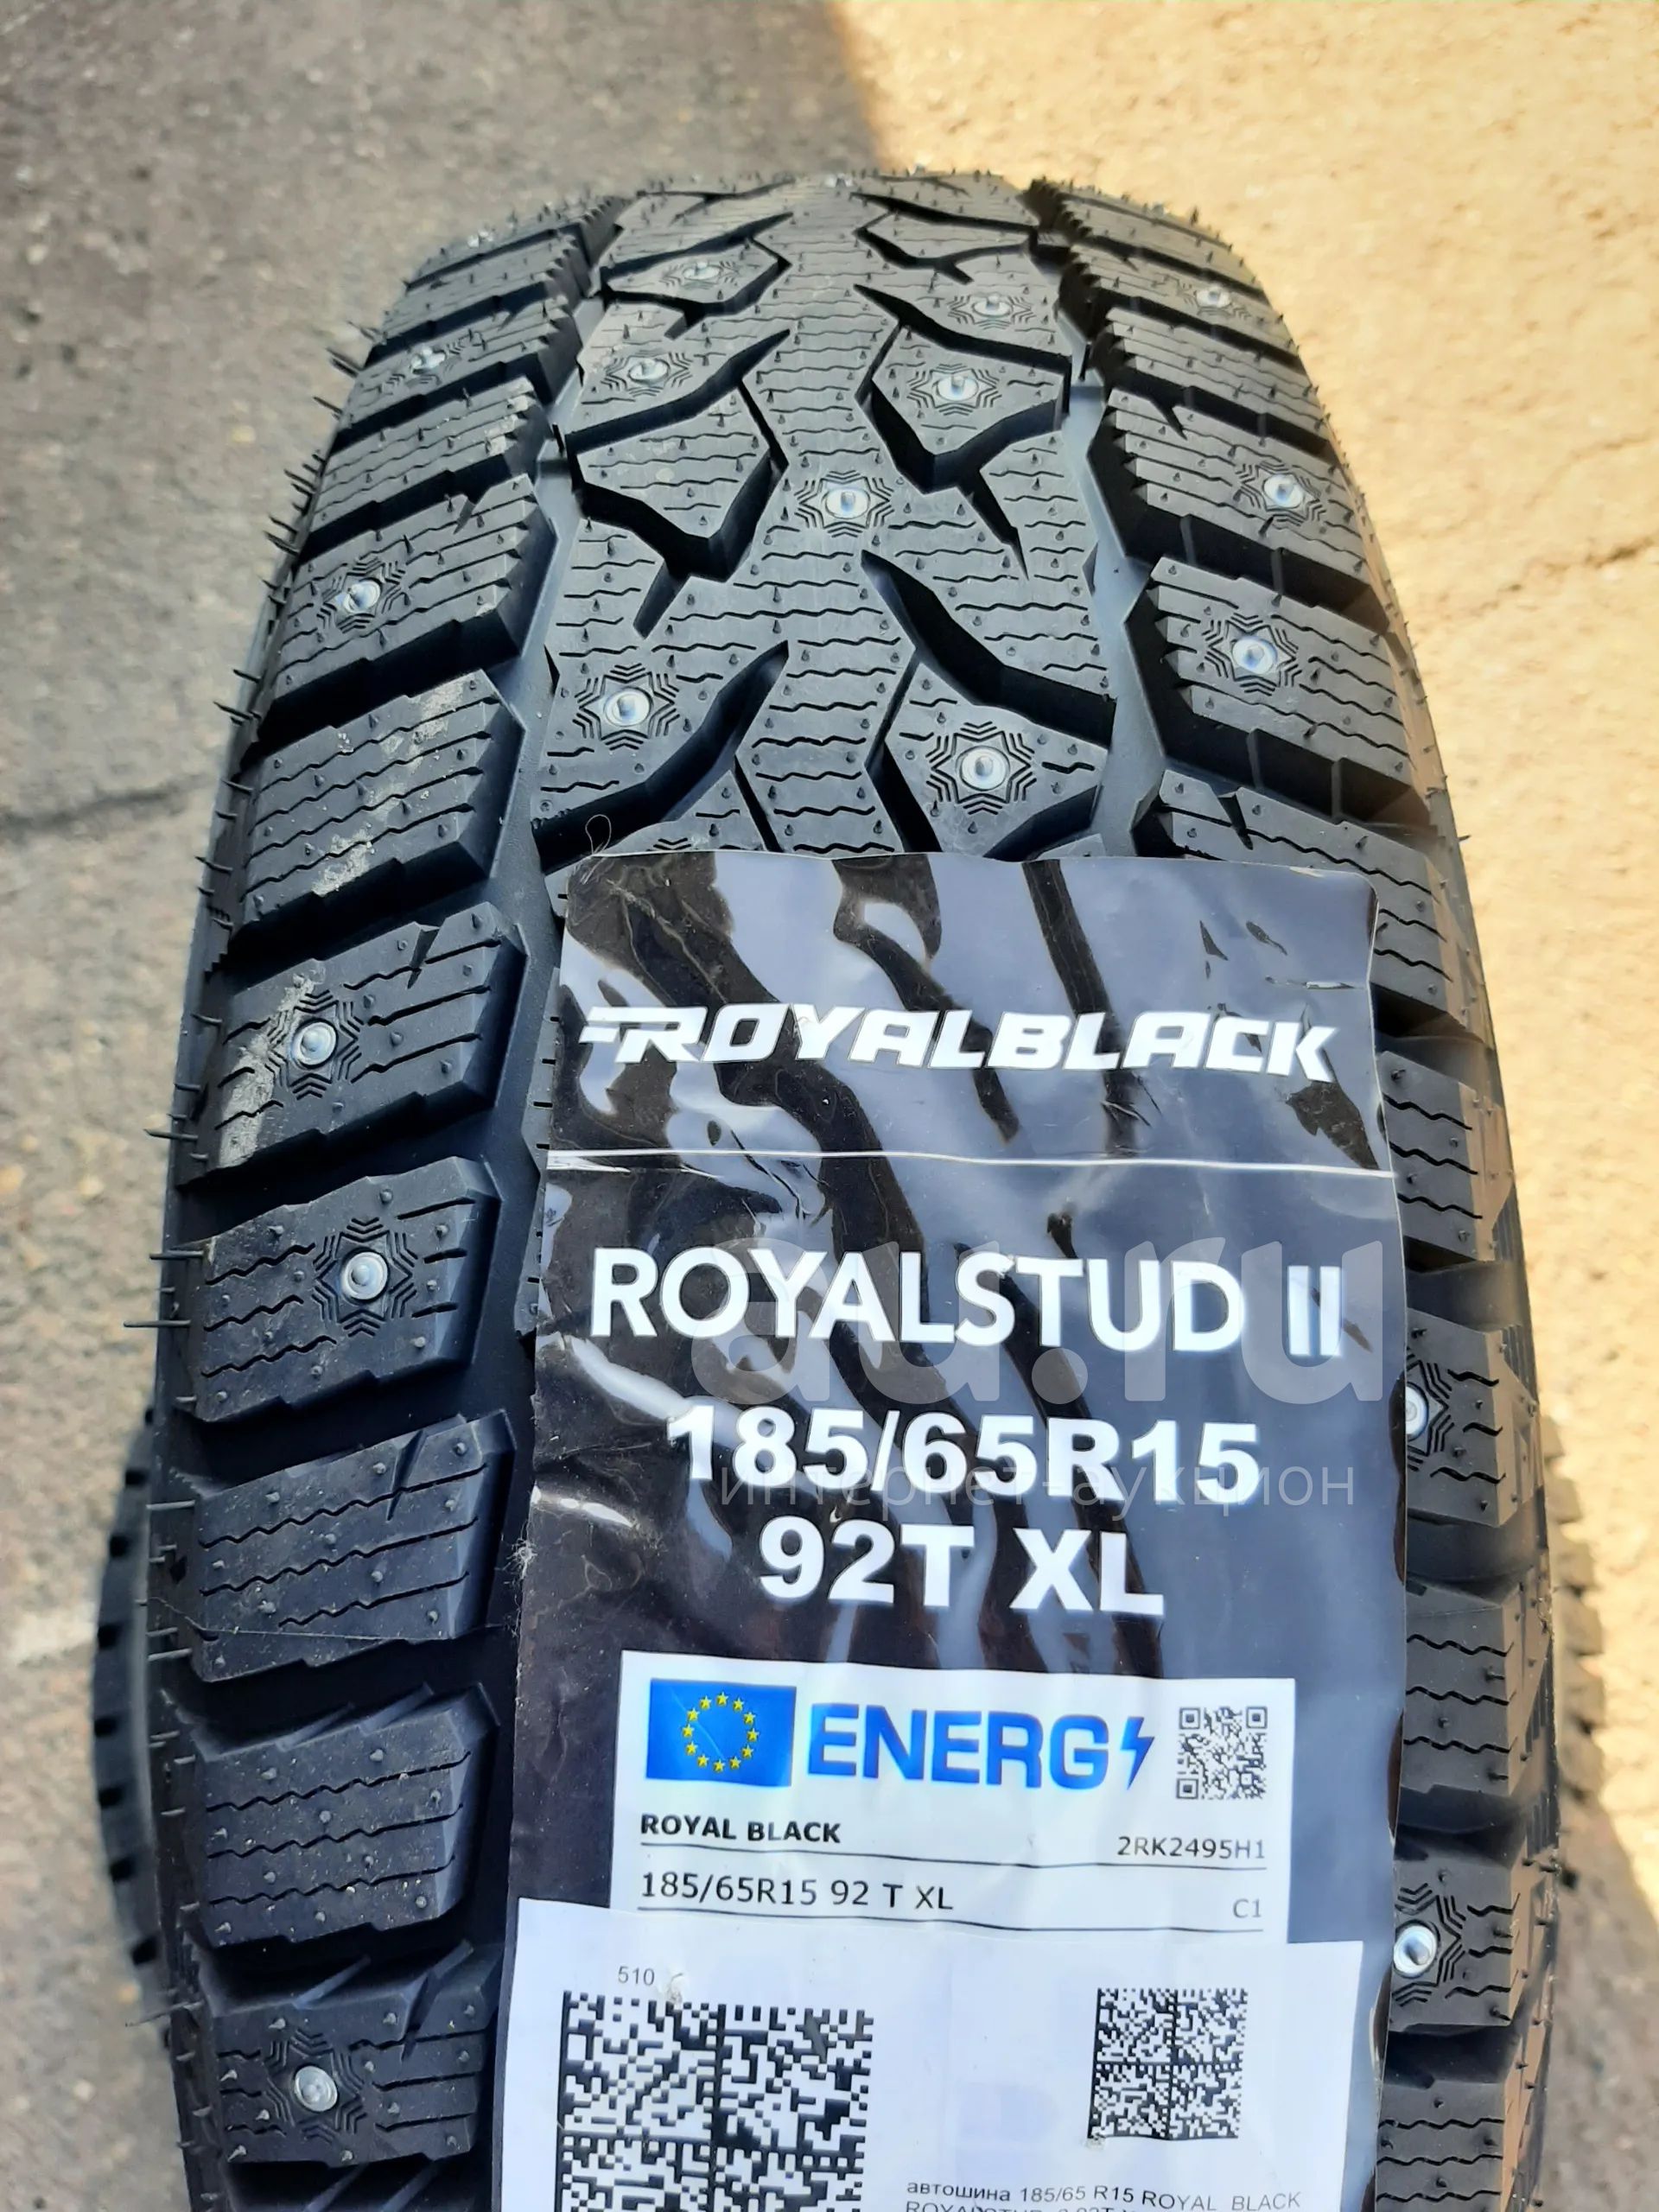 ROYALBLACK
ROYALSTUD II
au.ru
185/65R15
интернет-аукцион
92T XL
ENERG
ROYAL BLACK 2RK2495H1
185/65R15 92 T XL C1
510
автошина 185/65 R15 ROYAL BLACK